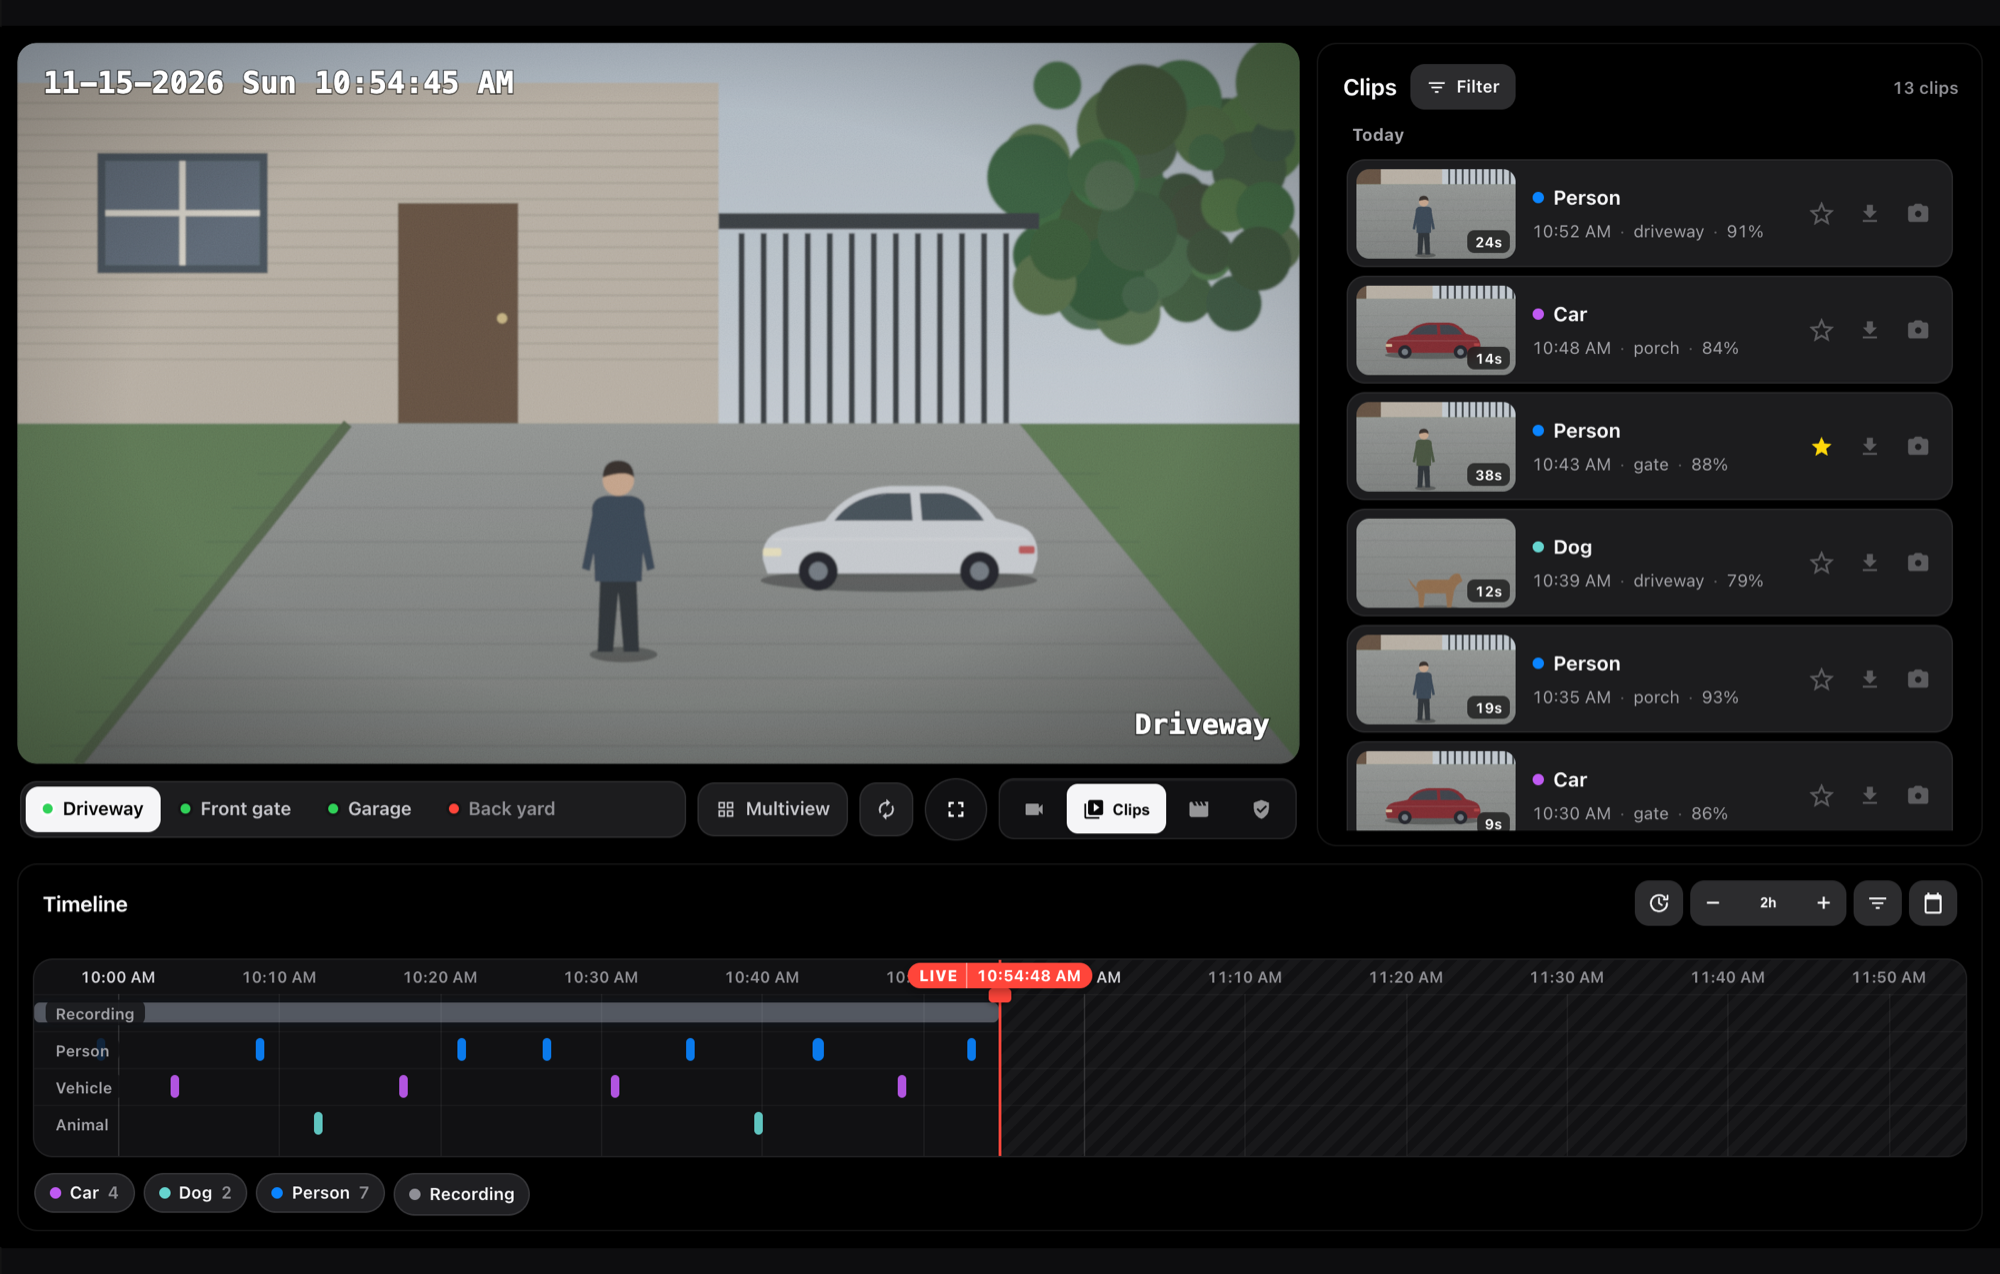 11-15-2026 Sun 10:54:45 AM
Driveway
Driveway
Front gate
Garage
Back yard
Multiview
Clips
Clips
Filter
13 clips
Today
24s
Person
10:52 AM · driveway · 91%
14s
Car
10:48 AM · porch · 84%
38s
Person
10:43 AM · gate · 88%
12s
Dog
10:39 AM · driveway · 79%
19s
Person
10:35 AM · porch · 93%
9s
Car
10:30 AM · gate · 86%
Timeline
2h
10:00 AM
10:10 AM
10:20 AM
10:30 AM
10:40 AM
10:
LIVE
10:54:48 AM
AM
11:10 AM
11:20 AM
11:30 AM
11:40 AM
11:50 AM
Recording
Person
Vehicle
Animal
Car 4
Dog 2
Person 7
Recording